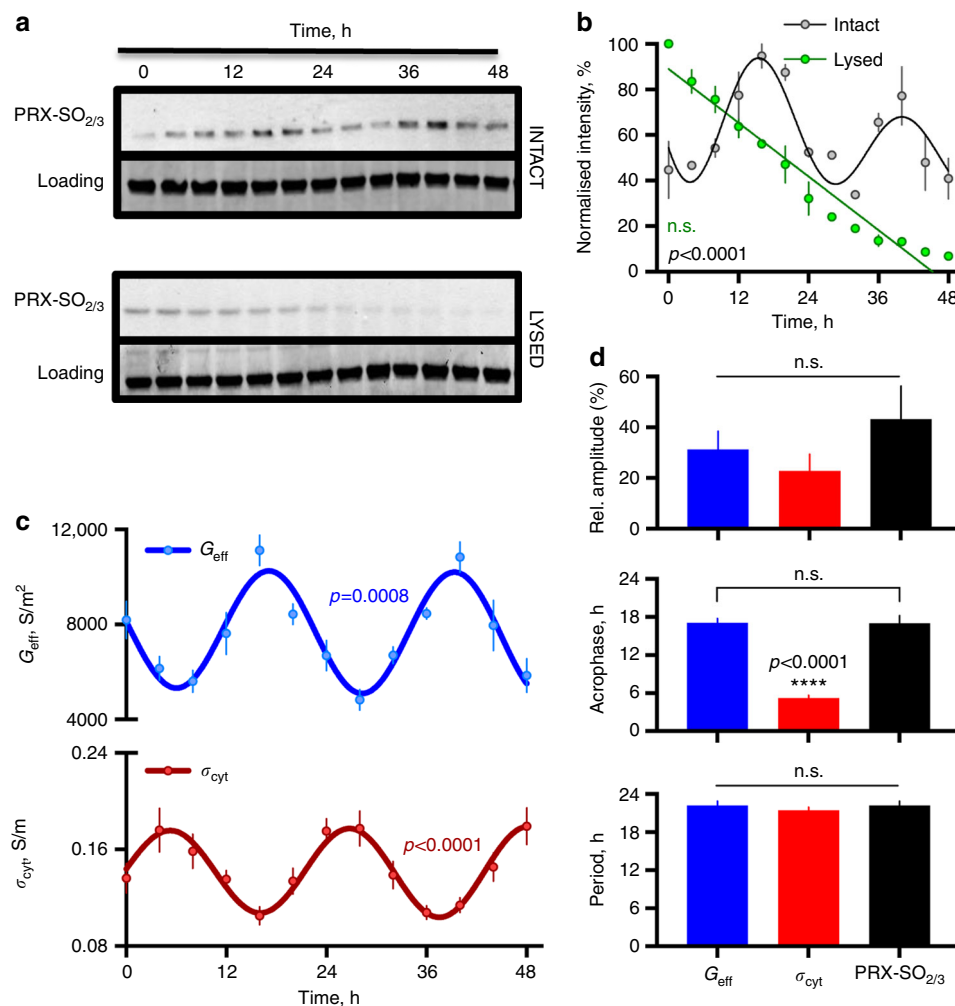 a
Time, h
0 12 24 36 48
PRX-SO2/3
INTACT
Loading
PRX-SO2/3
LYSED
Loading
b
Intact
Lysed
Normalised intensity, %
100
80
60
40
20
0
n.s.
p<0.0001
0 12 24 36 48
Time, h
c
Geff
Geff, S/m²
12,000
8000
4000
p=0.0008
σcyt
σcyt, S/m
0.24
0.16
0.08
p<0.0001
0 12 24 36 48
Time, h
d
n.s.
Rel. amplitude (%)
60
40
20
0
n.s.
Acrophase, h
24
18
12
6
0
p<0.0001
****
n.s.
Period, h
24
18
12
6
0
Geff σcyt PRX-SO2/3